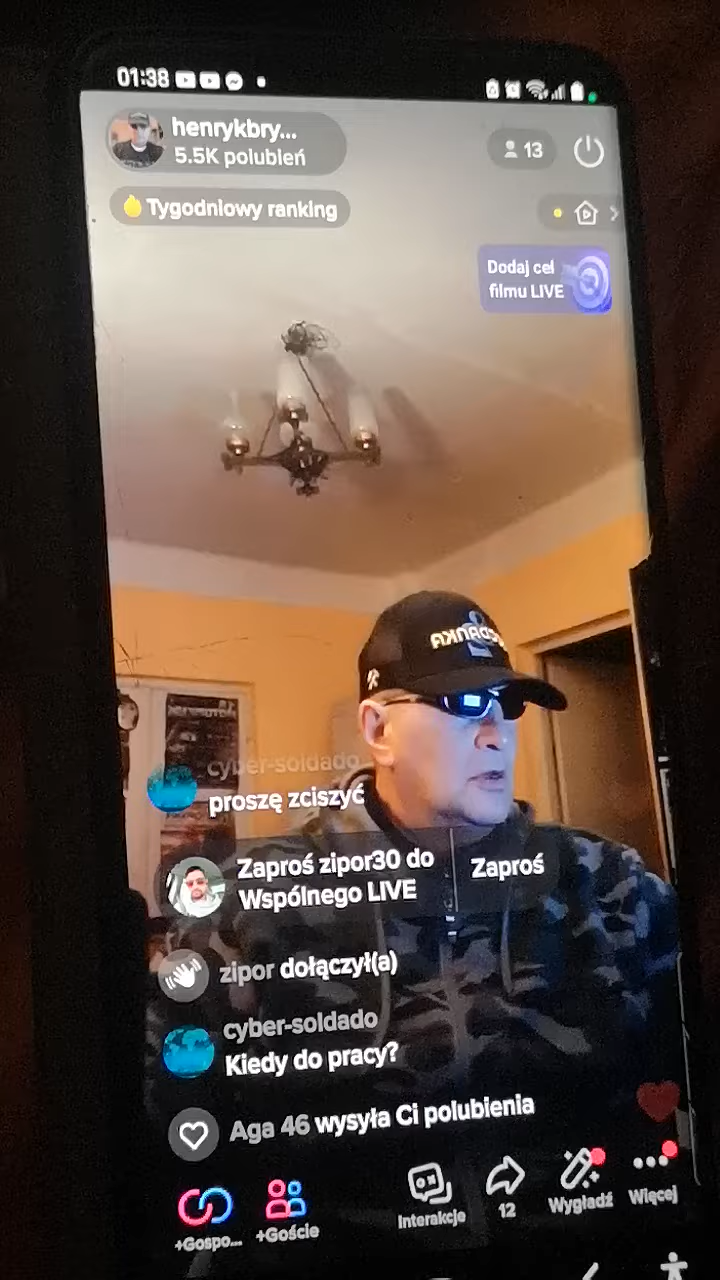 01:38
henrykbry...
5.5K polubień
13
Tygodniowy ranking
Dodaj cel
filmu LIVE
cyber-soldado
proszę zciszyć
Zaproś zipor30 do
Wspólnego LIVE
Zaproś
zipor dołączył(a)
cyber-soldado
Kiedy do pracy?
Aga 46 wysyła Ci polubienia
+Gospo...
+Goście
Interakcje
12
Wygładź
Więcej